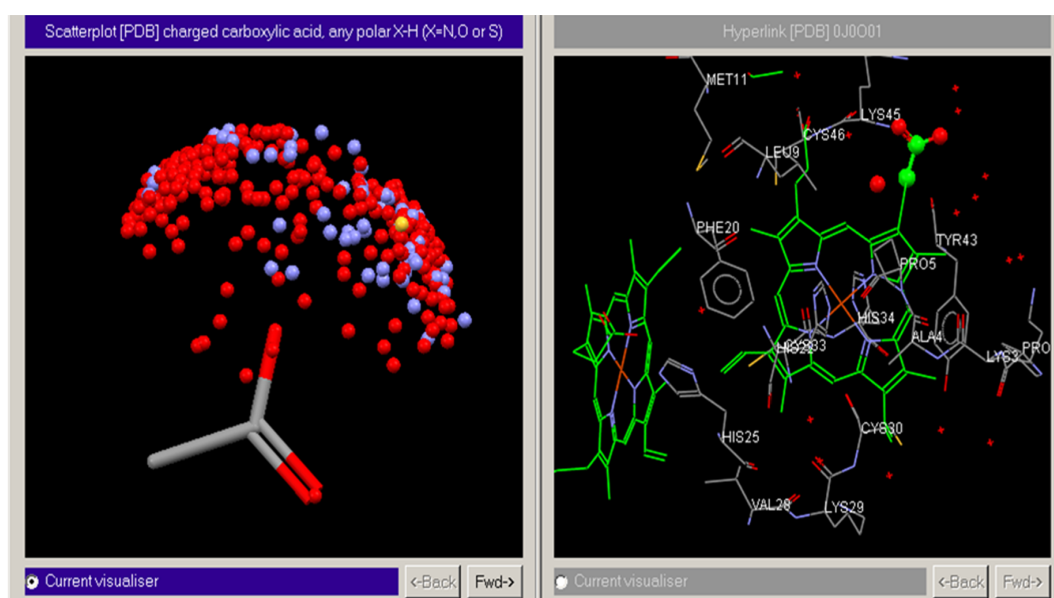 Scatterplot [PDB] charged carboxylic acid, any polar X-H (X=N,O or S)
Hyperlink [PDB] 0J0O01
MET11
LYS45
CYS46
LEU9
PHE20
TYR43
PRO5
HIS34
ALA4
LYS3
PRO
HIS25
CYS30
VAL28
LYS29
Current visualiser
<-Back
Fwd->
Current visualiser
<-Back
Fwd->